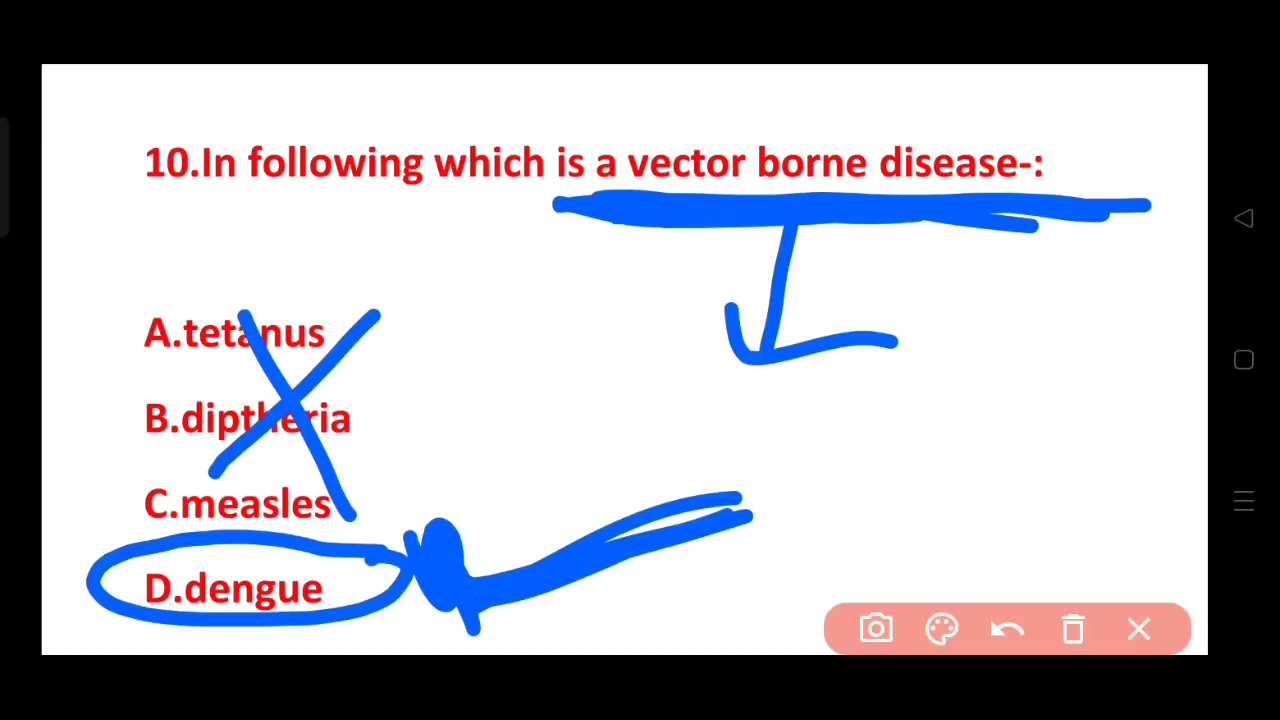 10.In following which is a vector borne disease-:
A.tetanus
B.diptheria
C.measles
D.dengue